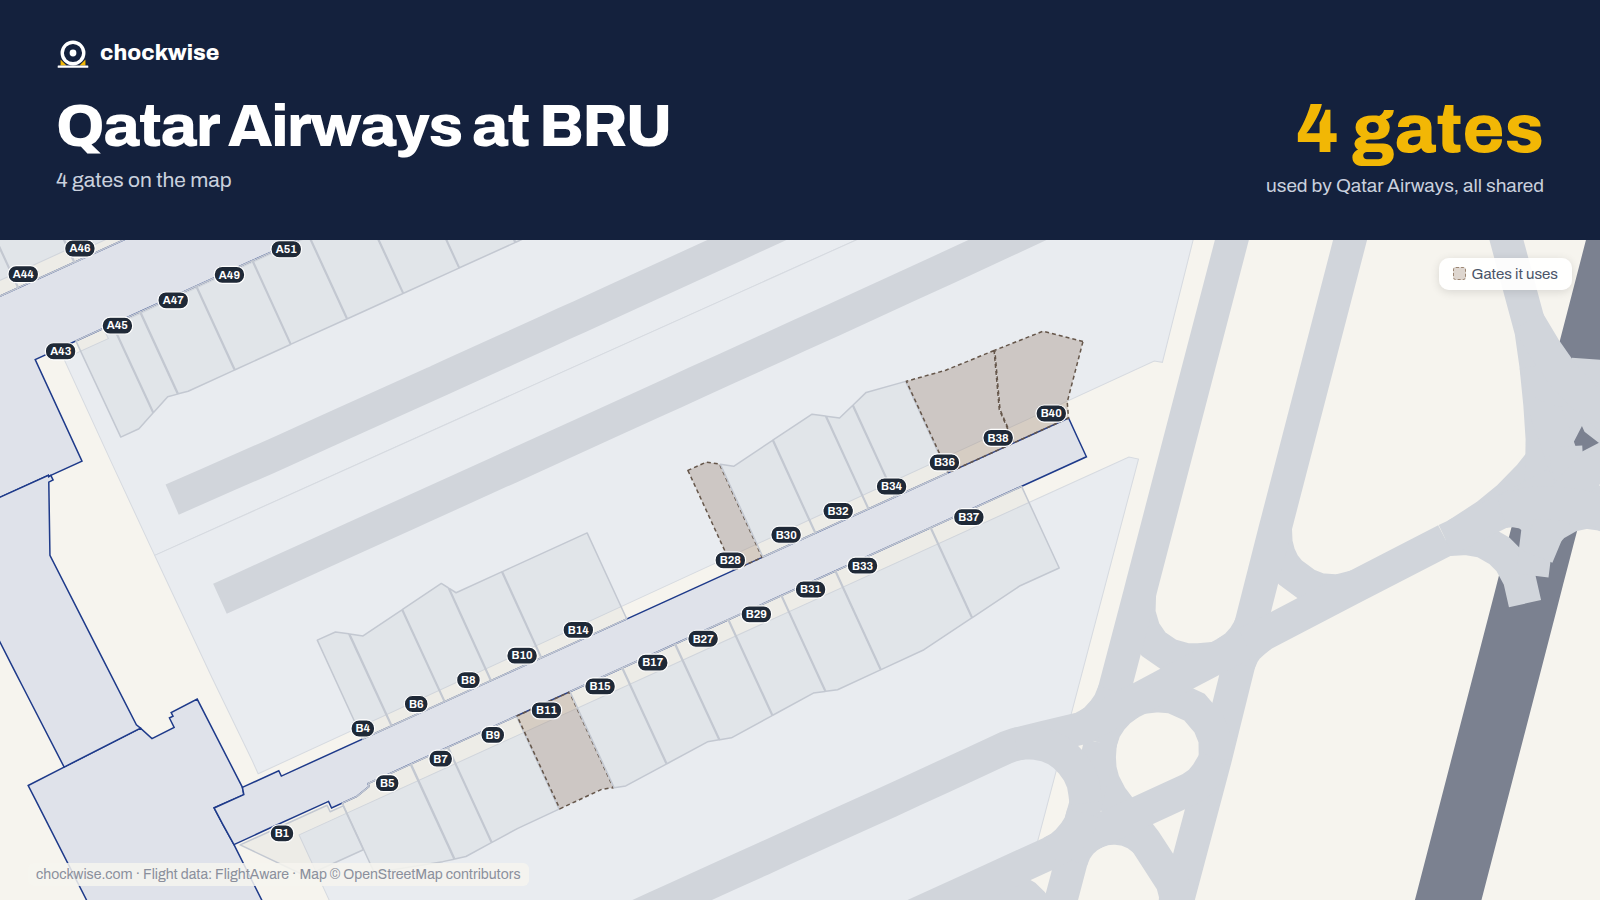 chockwise
Qatar Airways at BRU
4 gates on the map
4 gates
used by Qatar Airways, all shared
Gates it uses
A46
A51
A44
A49
A47
A45
A43
B40
B38
B36
B34
B32
B30
B28
B37
B33
B31
B29
B27
B17
B15
B14
B10
B8
B6
B4
B11
B9
B7
B5
B1
chockwise.com · Flight data: FlightAware · Map © OpenStreetMap contributors